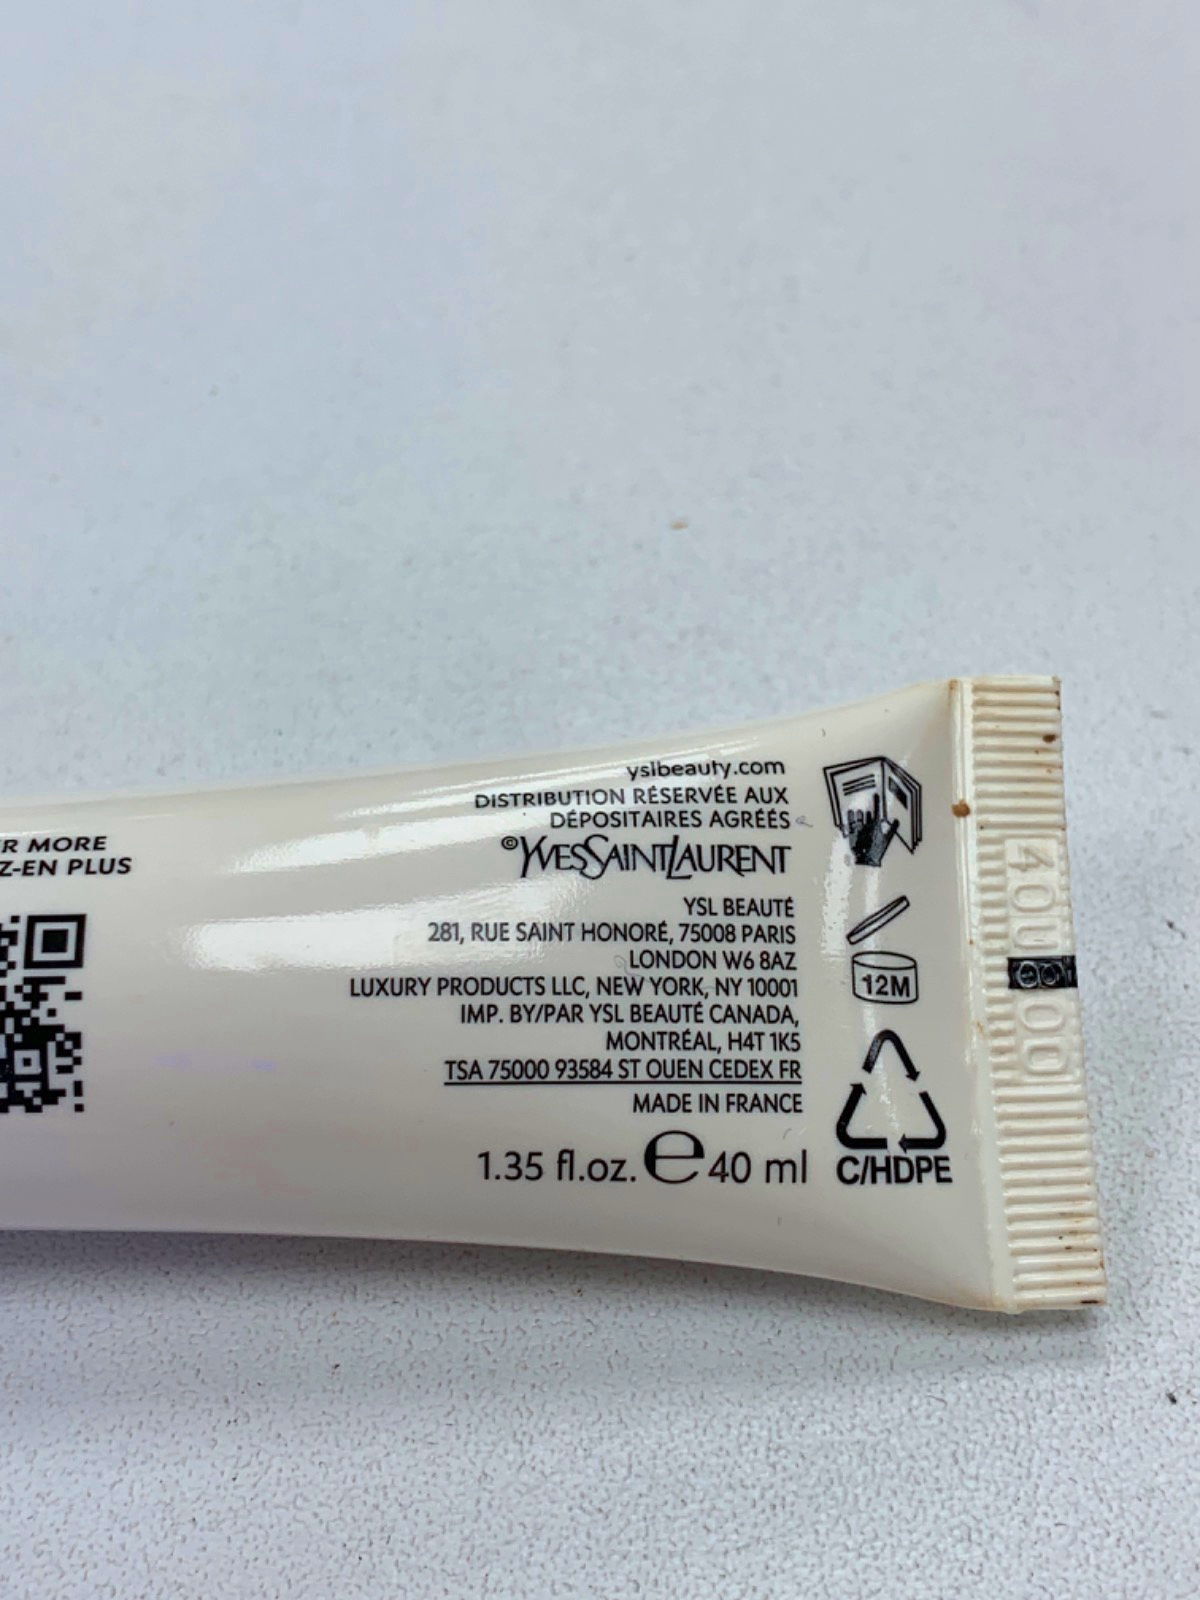 R MORE
Z-EN PLUS
yslbeauty.com
DISTRIBUTION RÉSERVÉE AUX
DÉPOSITAIRES AGRÉÉS
©YVESSAINTLAURENT
YSL BEAUTÉ
281, RUE SAINT HONORÉ, 75008 PARIS
LONDON W6 8AZ
LUXURY PRODUCTS LLC, NEW YORK, NY 10001
IMP. BY/PAR YSL BEAUTÉ CANADA,
MONTRÉAL, H4T 1K5
TSA 75000 93584 ST OUEN CEDEX FR
MADE IN FRANCE
1.35 fl.oz. e 40 ml
12M
C/HDPE